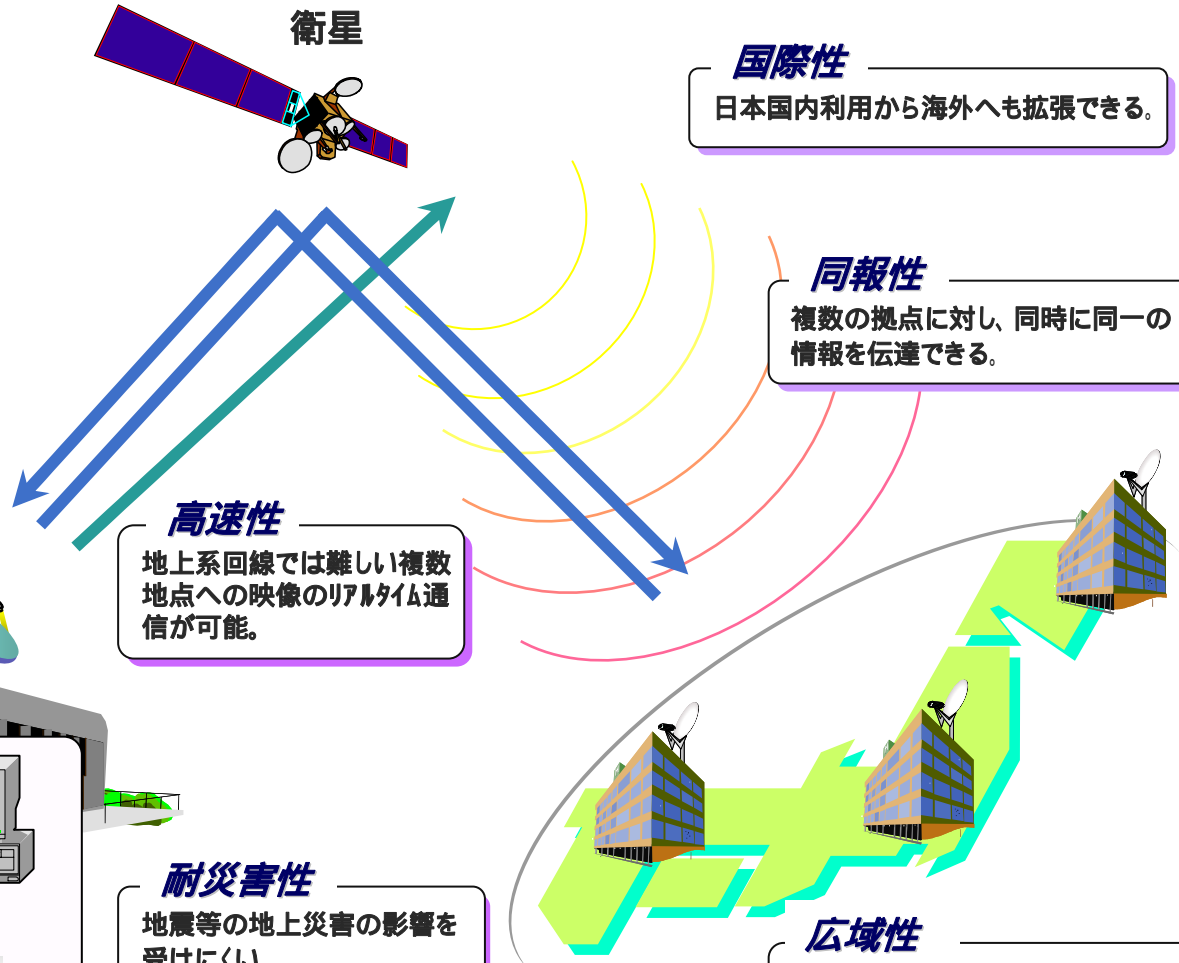 衛星
国際性
日本国内利用から海外へも拡張できる。
同報性
複数の拠点に対し、同時に同一の
情報を伝達できる。
高速性
地上系回線では難しい複数
地点への映像のﾘｱﾙﾀｲﾑ通
信が可能。
耐災害性
地震等の地上災害の影響を
受けにくい
広域性